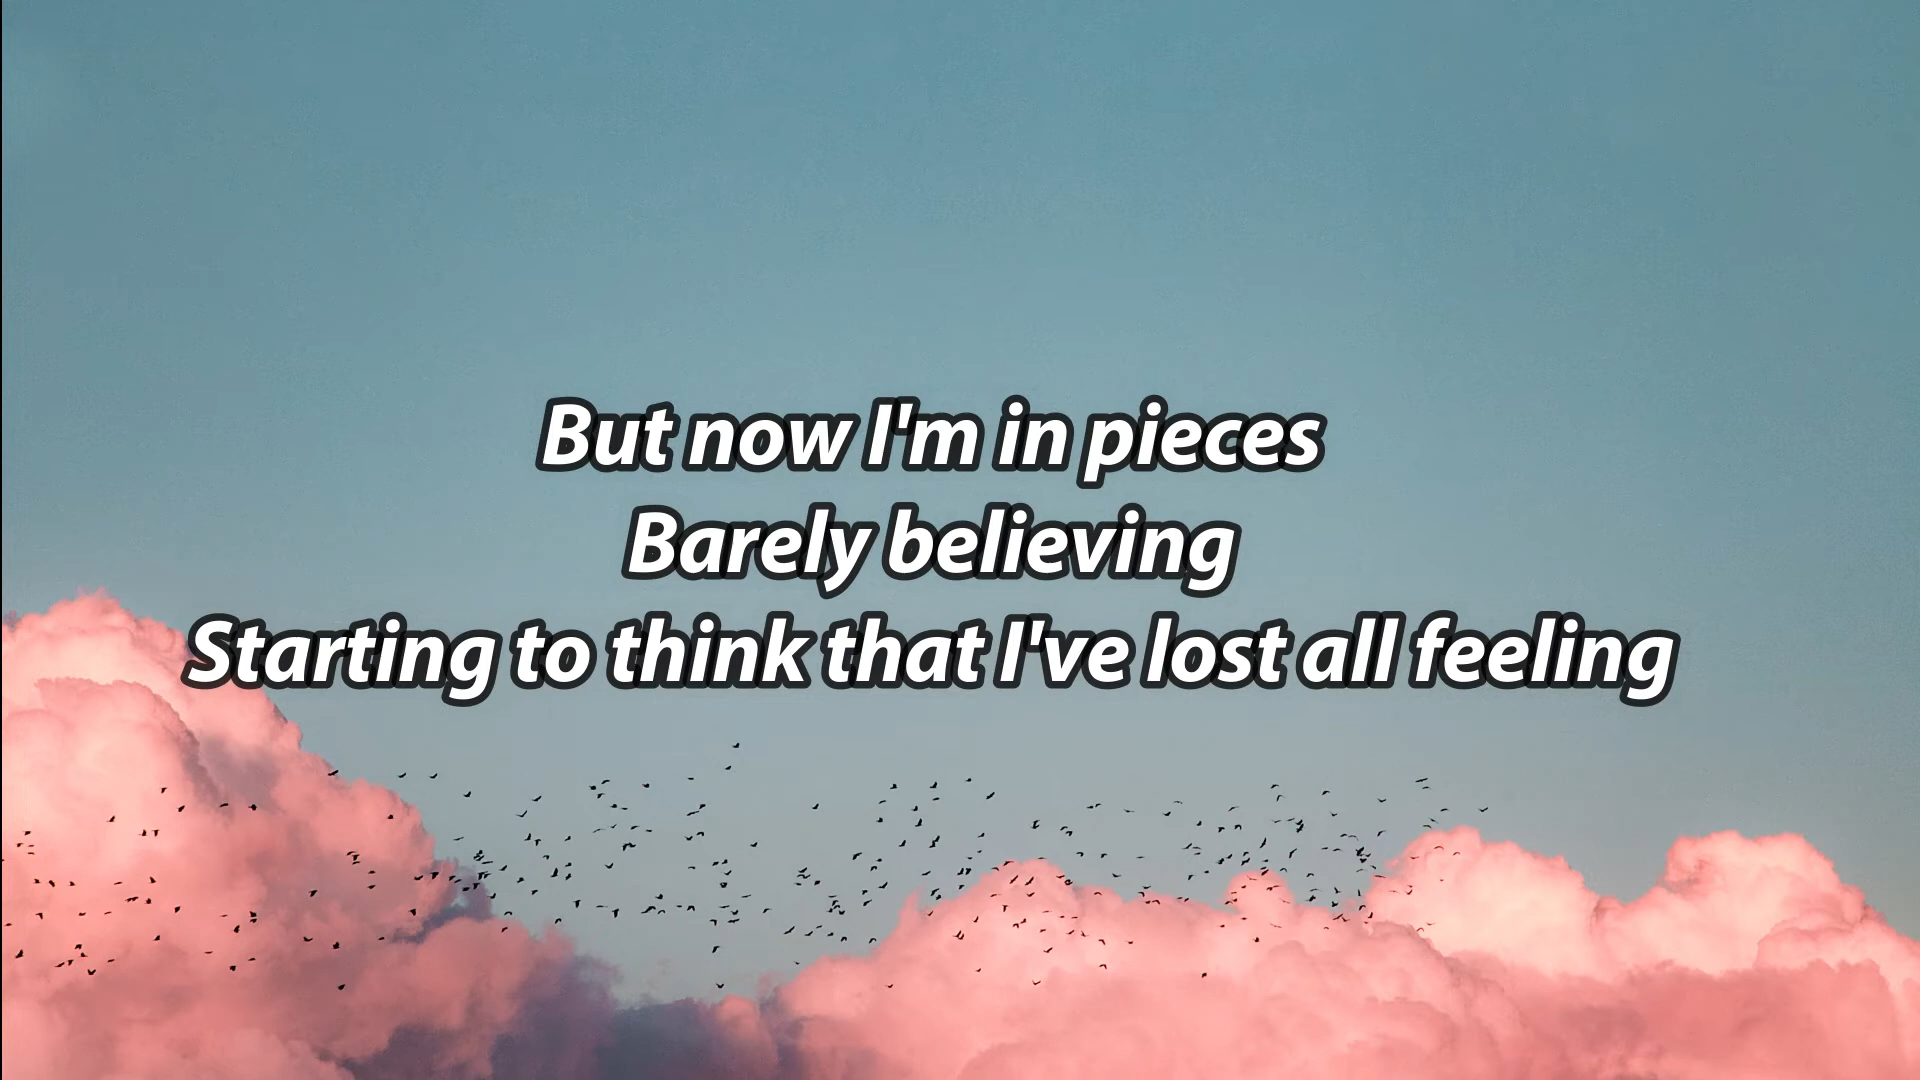 But now I'm in pieces
Barely believing
Starting to think that I've lost all feeling